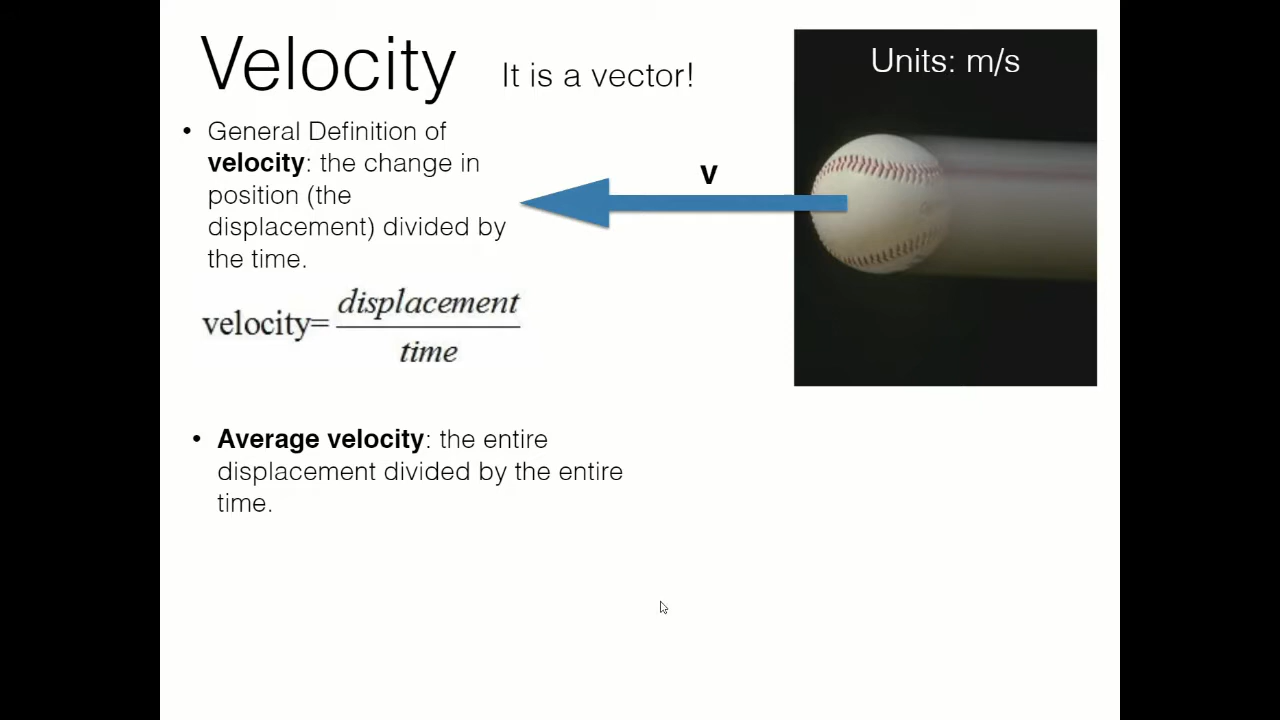 Velocity It is a vector!
Units: m/s
• General Definition of
velocity: the change in
position (the
displacement) divided by
the time.
v
velocity= displacement
time
• Average velocity: the entire
displacement divided by the entire
time.